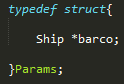 typedef struct{
Ship *barco;
}Params;